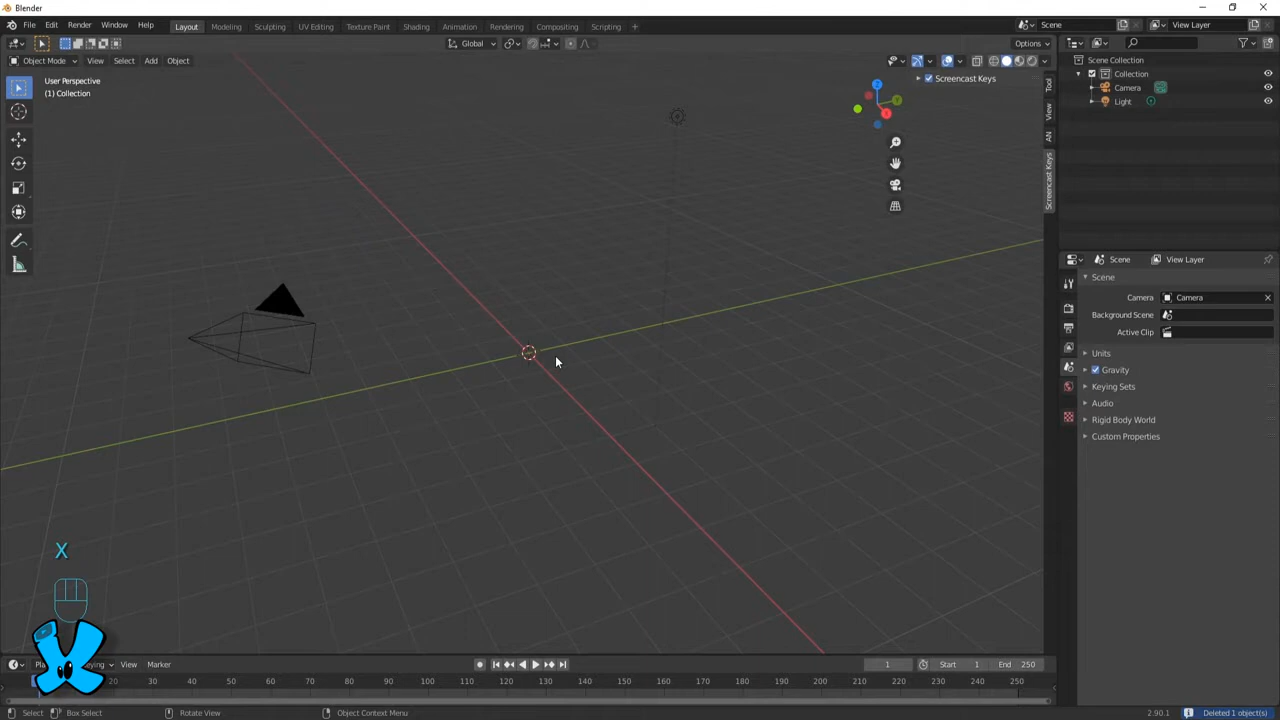 Blender
File Edit Render Window Help Layout Modeling Sculpting UV Editing Texture Paint Shading Animation Rendering Compositing Scripting Scene View Layer
Global Options
Object Mode View Select Add Object
User Perspective
(1) Collection
Screencast Keys
Tool
View
AN
Screencast Keys
X
Y
Z
Scene Collection
Collection
Camera
Light
Scene View Layer
Scene
Camera Camera
Background Scene
Active Clip
Units
Gravity
Keying Sets
Audio
Rigid Body World
Custom Properties
X
View Marker
1 Start 1 End 250
20 30 40 50 60 70 80 90 100 110 120 130 140 150 160 170 180 190 200 210 220 230 240 250
Select Box Select Rotate View Object Context Menu 2.90.1 Deleted 1 object(s)